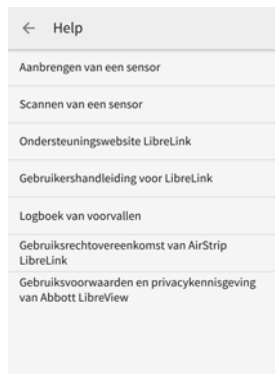 Help
Aanbrengen van een sensor
Scannen van een sensor
Ondersteuningswebsite LibreLink
Gebruikershandleiding voor LibreLink
Logboek van voorvallen
Gebruiksrechtovereenkomst van AirStrip
LibreLink
Gebruiksvoorwaarden en privacykennisgeving
van Abbott LibreView